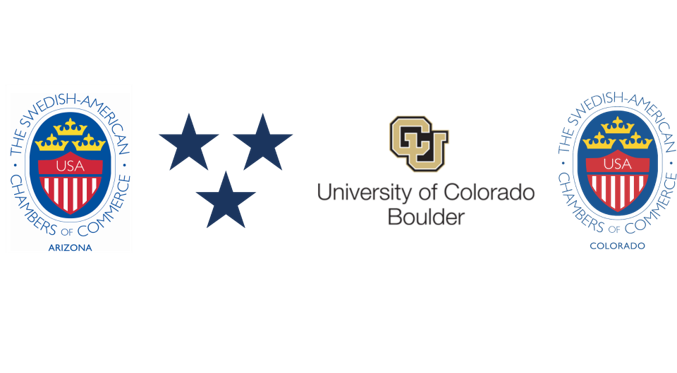 THE SWEDISH-AMERICAN
CHAMBERS OF COMMERCE
USA
ARIZONA
CU
University of Colorado
Boulder
THE SWEDISH-AMERICAN
CHAMBERS OF COMMERCE
USA
COLORADO